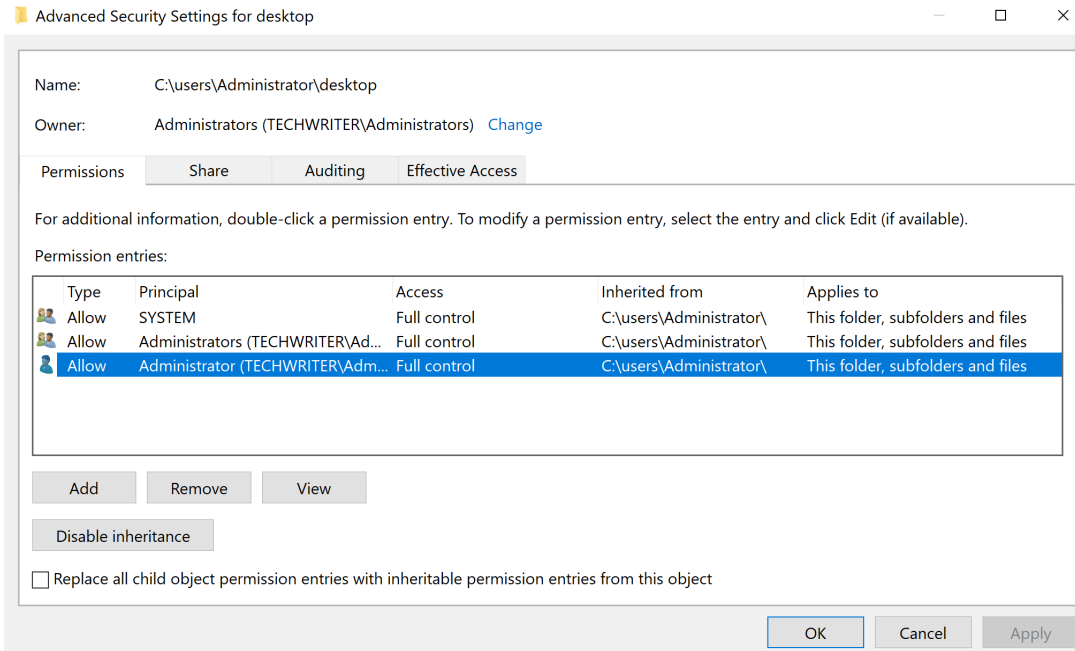 Advanced Security Settings for desktop
Name: C:\users\Administrator\desktop
Owner: Administrators (TECHWRITER\Administrators) Change
Permissions Share Auditing Effective Access
For additional information, double-click a permission entry. To modify a permission entry, select the entry and click Edit (if available).
Permission entries:
Type Principal Access Inherited from Applies to
Allow SYSTEM Full control C:\users\Administrator\ This folder, subfolders and files
Allow Administrators (TECHWRITER\Ad... Full control C:\users\Administrator\ This folder, subfolders and files
Allow Administrator (TECHWRITER\Adm... Full control C:\users\Administrator\ This folder, subfolders and files
Add Remove View
Disable inheritance
Replace all child object permission entries with inheritable permission entries from this object
OK Cancel Apply